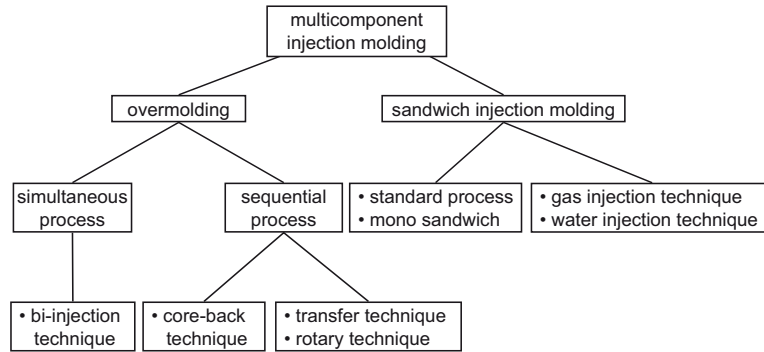 multicomponent
injection molding
overmolding
sandwich injection molding
simultaneous
process
sequential
process
• standard process
• mono sandwich
• gas injection technique
• water injection technique
• bi-injection
technique
• core-back
technique
• transfer technique
• rotary technique